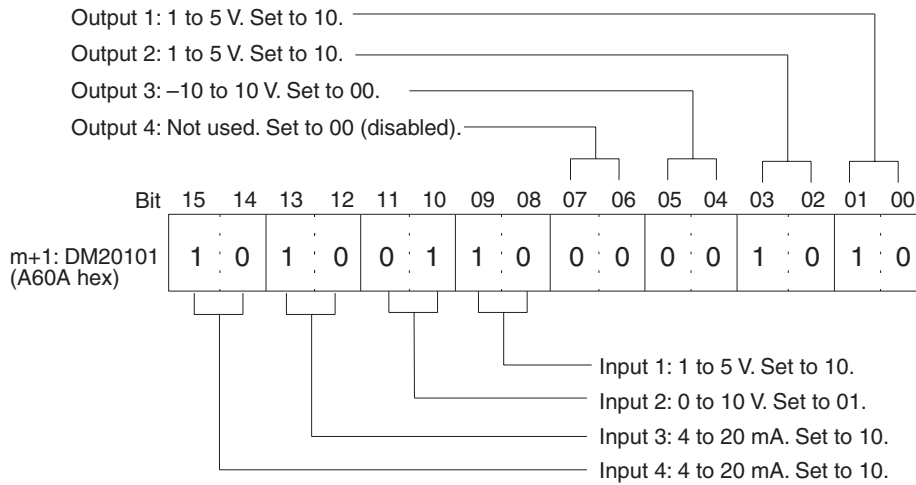 Output 1: 1 to 5 V. Set to 10.
Output 2: 1 to 5 V. Set to 10.
Output 3: –10 to 10 V. Set to 00.
Output 4: Not used. Set to 00 (disabled).
Bit 15 14 13 12 11 10 09 08 07 06 05 04 03 02 01 00
m+1: DM20101 1 0 1 0 0 1 1 0 0 0 0 0 1 0 1 0
(A60A hex)
Input 1: 1 to 5 V. Set to 10.
Input 2: 0 to 10 V. Set to 01.
Input 3: 4 to 20 mA. Set to 10.
Input 4: 4 to 20 mA. Set to 10.